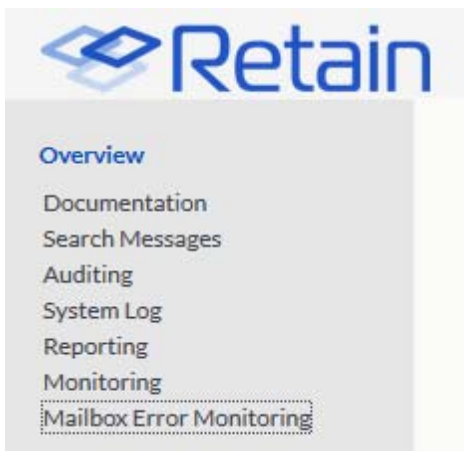 Retain
Overview
Documentation
Search Messages
Auditing
System Log
Reporting
Monitoring
Mailbox Error Monitoring